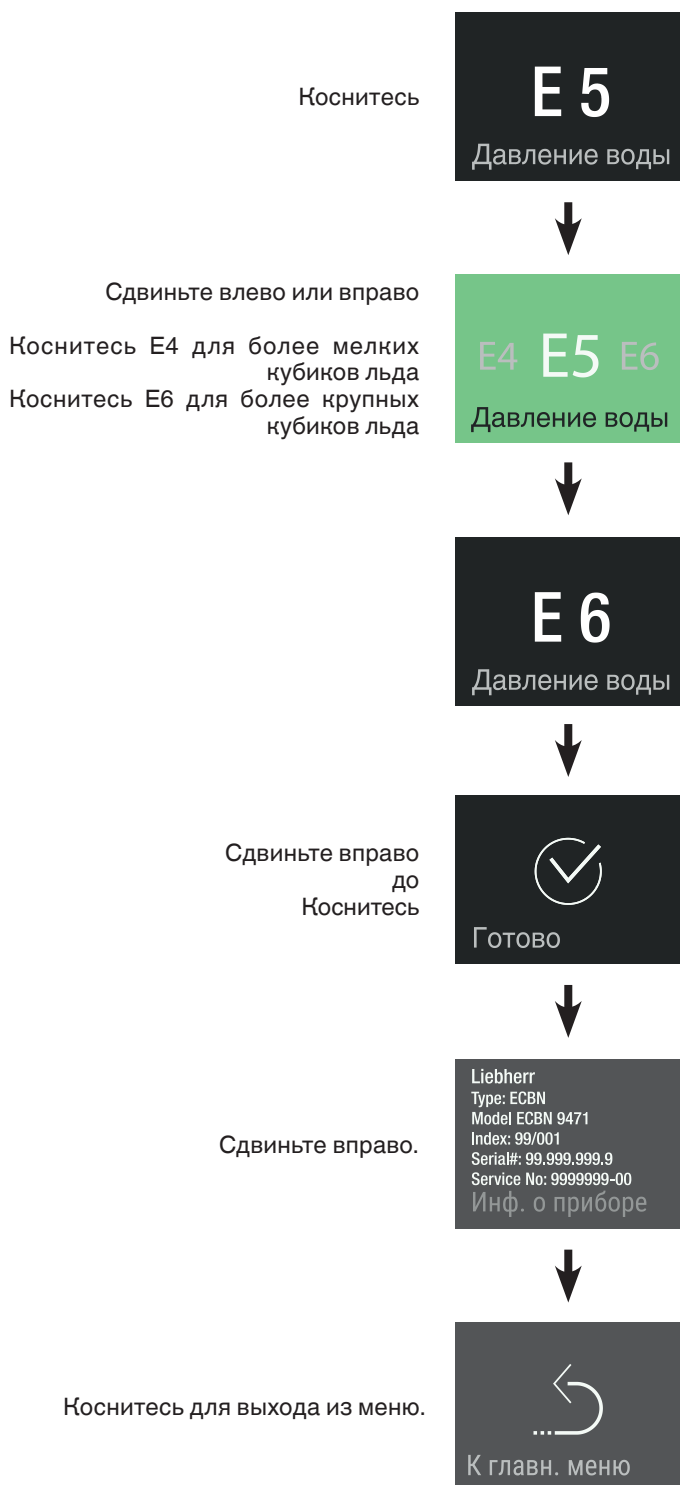 Коснитесь
E 5
Давление воды
Сдвиньте влево или вправо
Коснитесь E4 для более мелких
кубиков льда
Коснитесь E6 для более крупных
кубиков льда
E4 E5 E6
Давление воды
E 6
Давление воды
Сдвиньте вправо
до
Коснитесь
Готово
Сдвиньте вправо.
Liebherr
Type: ECBN
Model ECBN 9471
Index: 99/001
Serial#: 99.999.999.9
Service No: 9999999-00
Инф. о приборе
Коснитесь для выхода из меню.
К главн. меню